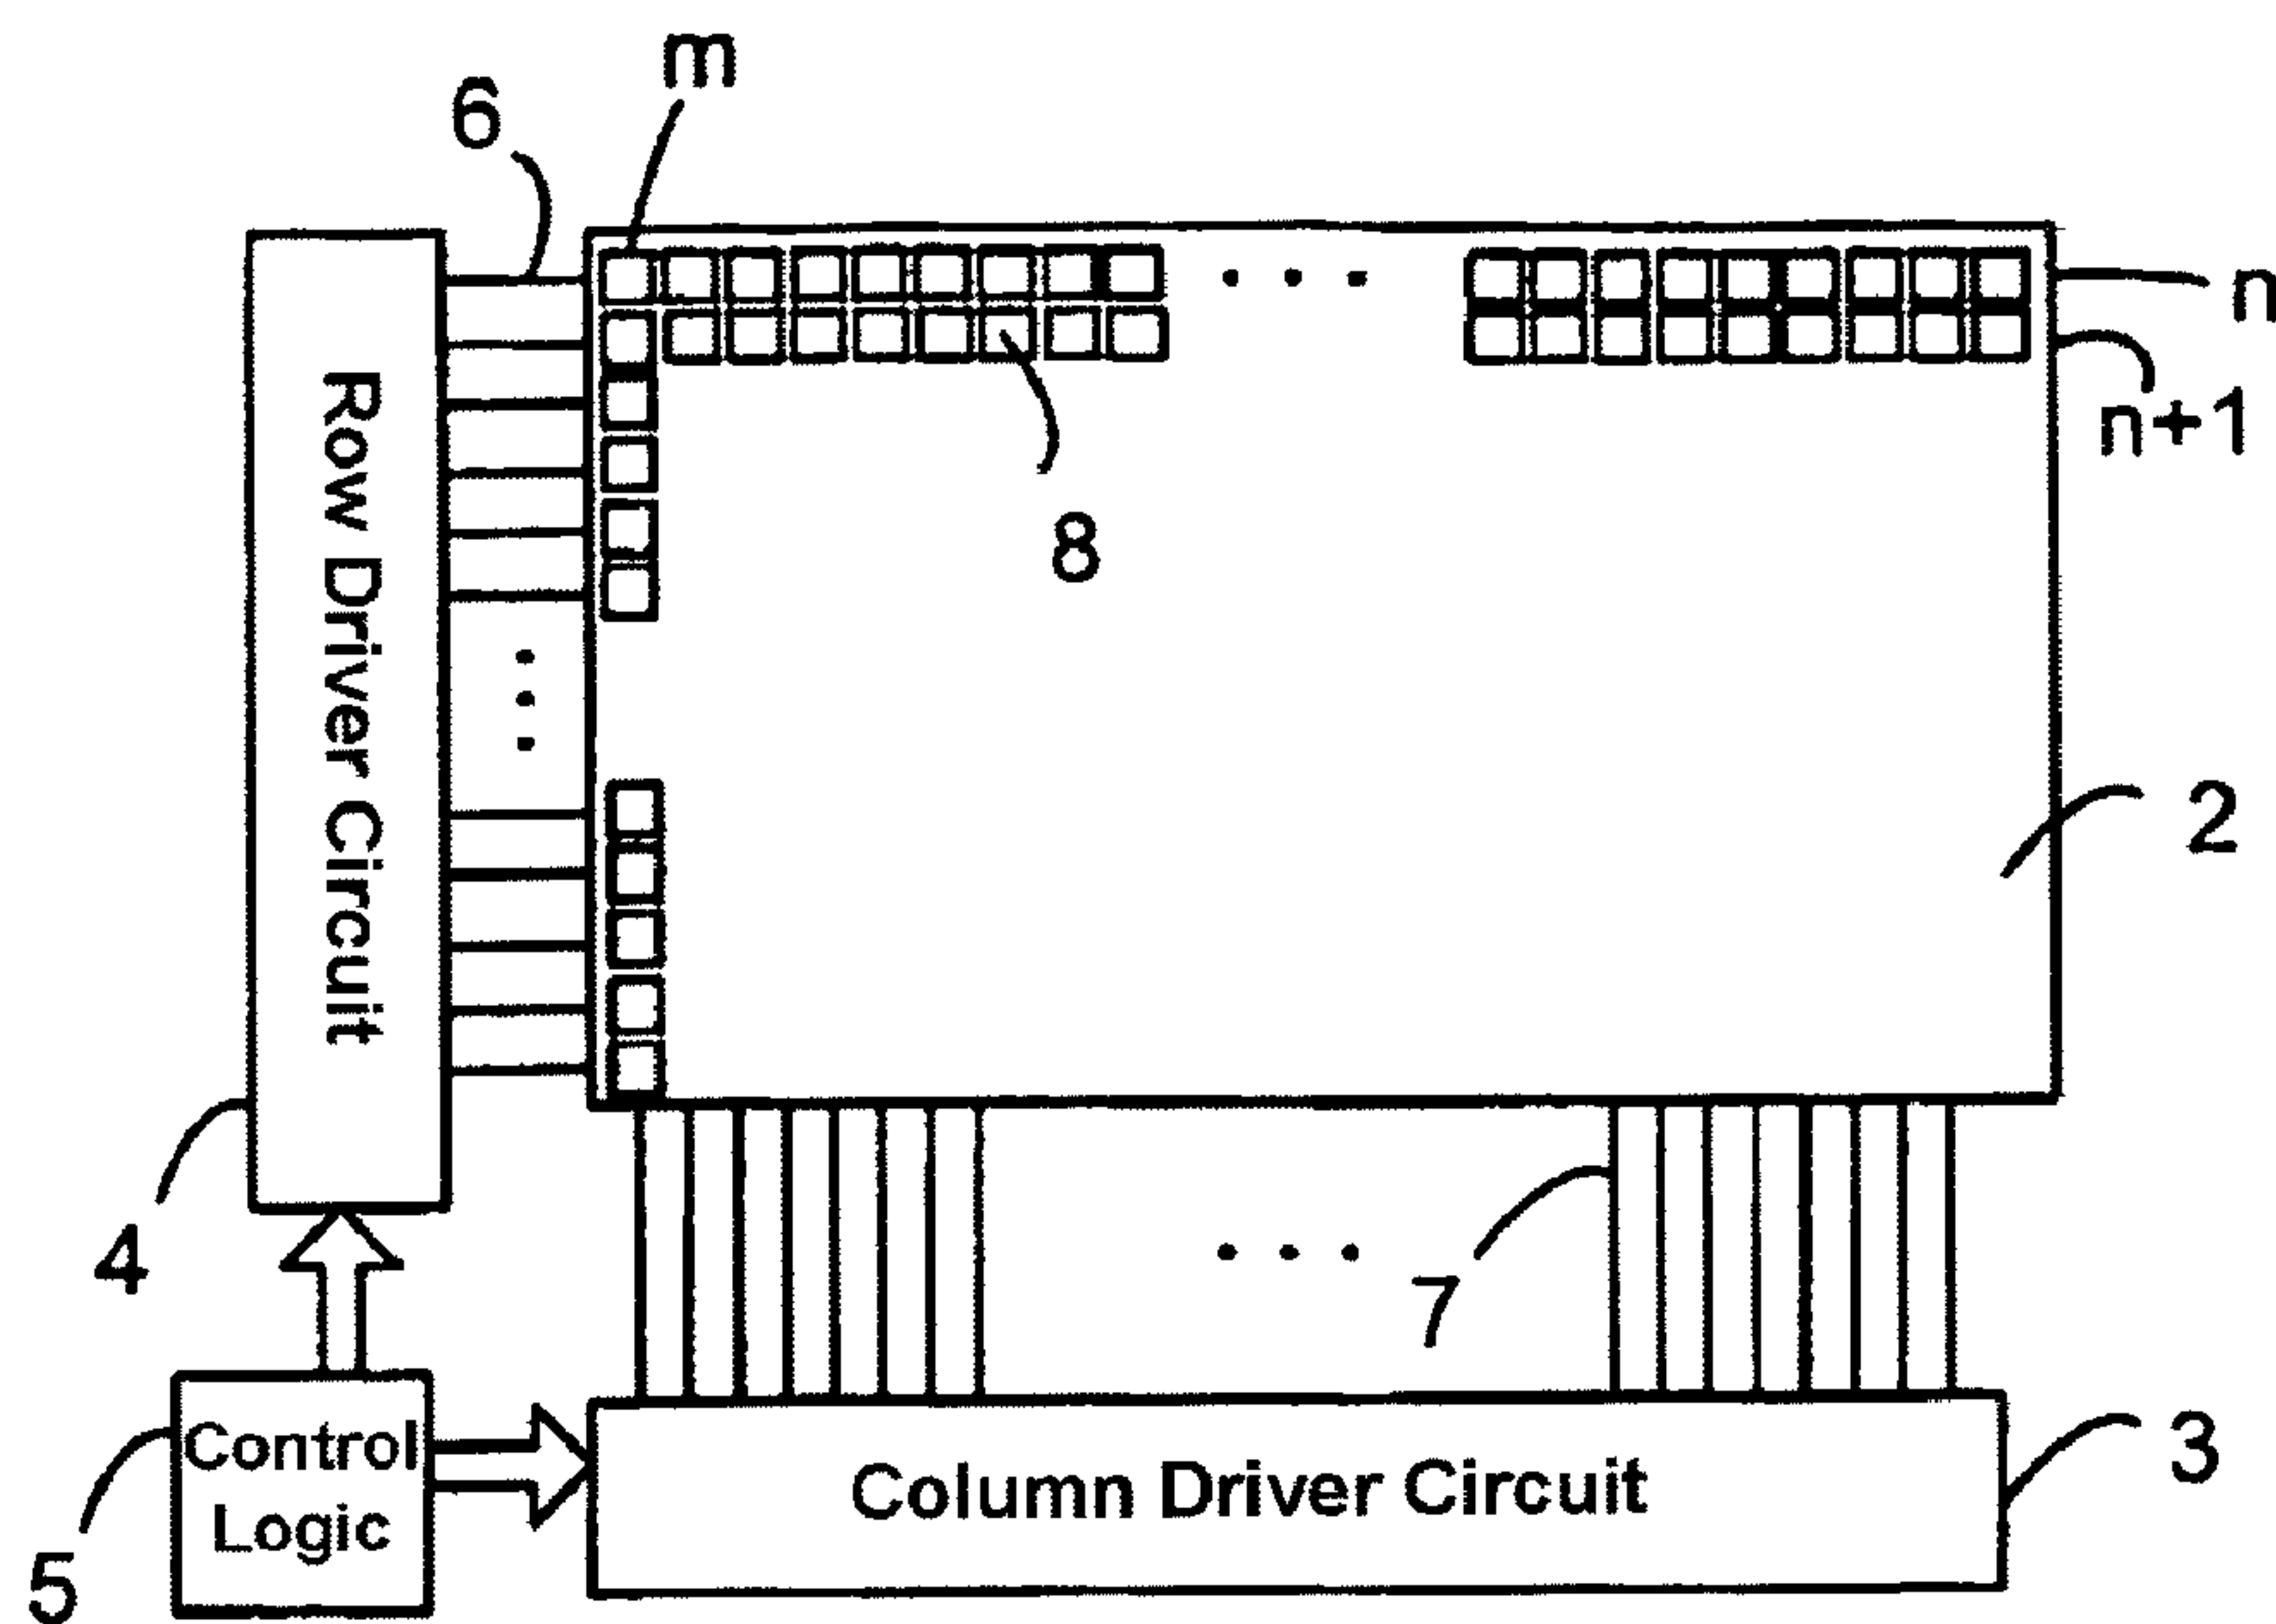 m
6
n
n+1
8
Row Driver Circuit
2
4
7
Control
Logic
Column Driver Circuit
3
5